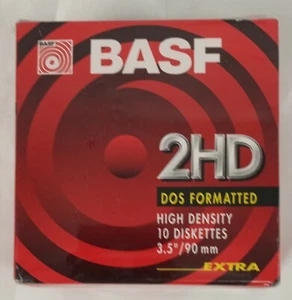 BASF
BASF
2HD
DOS FORMATTED
HIGH DENSITY
10 DISKETTES
3.5"/90 mm
EXTRA